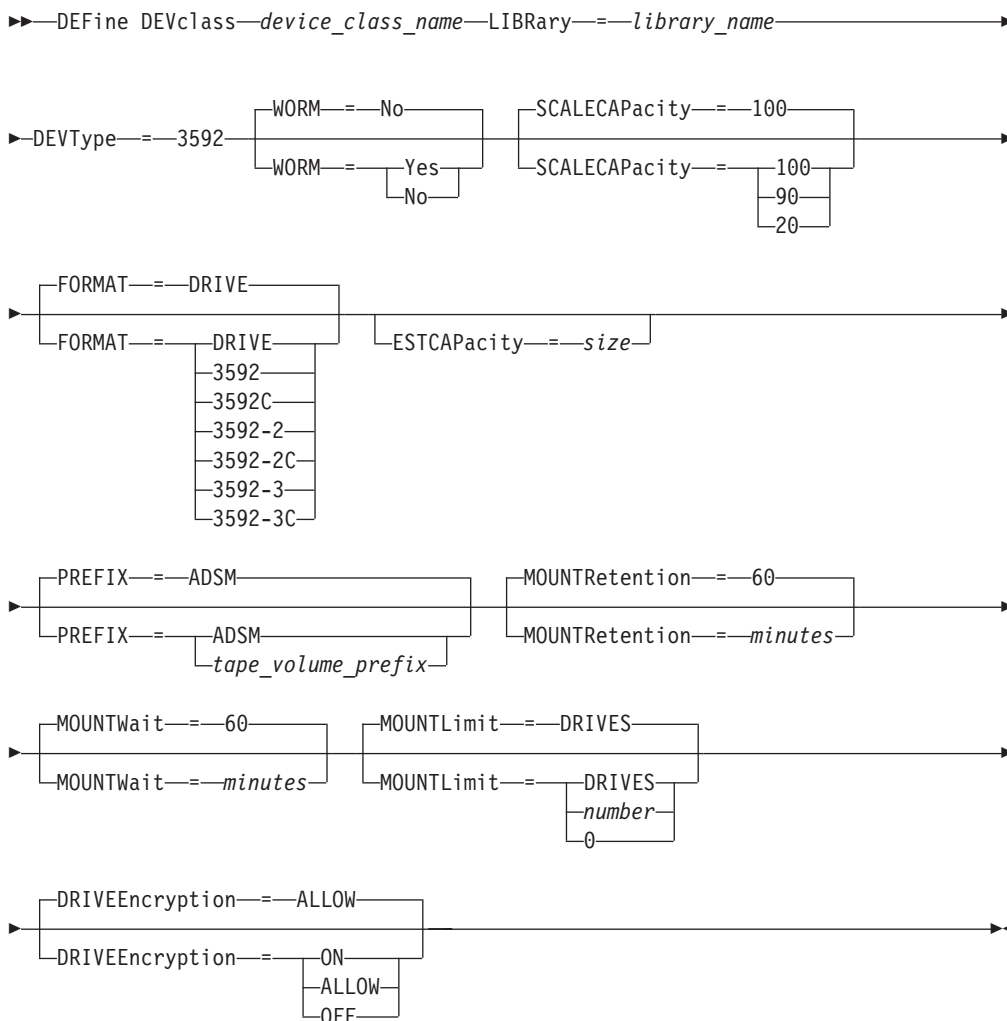 DEFine DEVclass device_class_name LIBRary = library_name
WORM = No SCALECAPacity = 100
DEVType = 3592
WORM = Yes SCALECAPacity = 100
No 90
20
FORMAT = DRIVE
FORMAT = DRIVE ESTCAPacity = size
3592
3592C
3592-2
3592-2C
3592-3
3592-3C
PREFIX = ADSM MOUNTRetention = 60
PREFIX = ADSM MOUNTRetention = minutes
tape_volume_prefix
MOUNTWait = 60 MOUNTLimit = DRIVES
MOUNTWait = minutes MOUNTLimit = DRIVES
number
0
DRIVEEncryption = ALLOW
DRIVEEncryption = ON
ALLOW
OFF